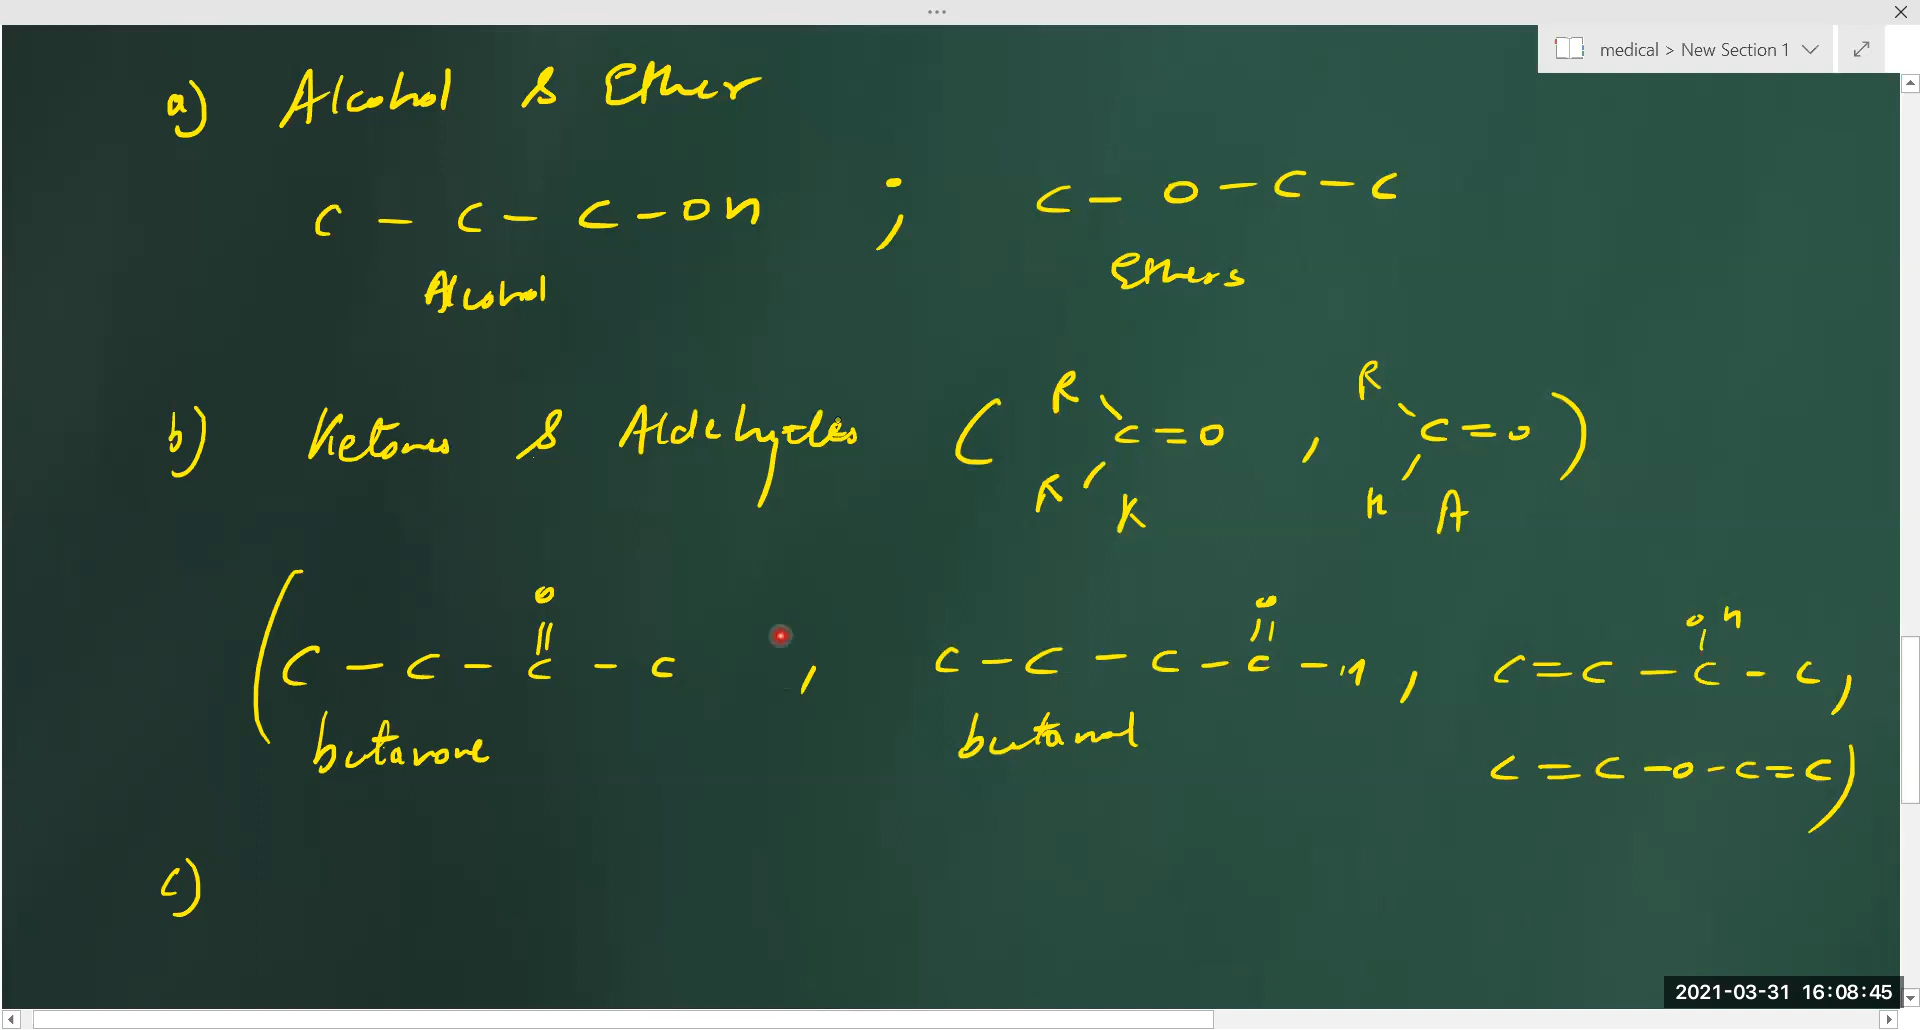 medical > New Section 1
a) Alcohol & Ether
C - C - C - OH ; C - O - C - C
Alcohol Ethers
b) Ketones & Aldehydes ( R R C = O K , R H C = O A )
O O OH
( C - C - C - C , C - C - C - C - H , C = C - C - C ,
butanone butanal
C = C - O - C = C )
c)
2021-03-31 16:08:45